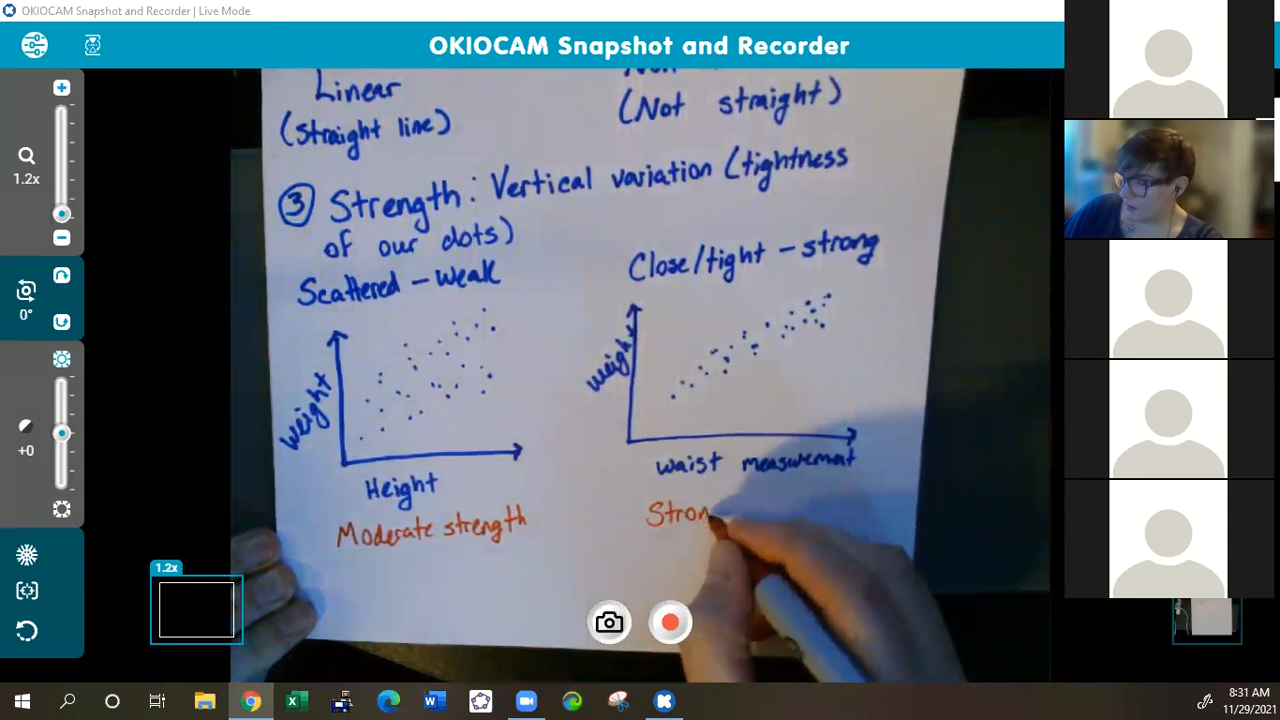 OKIOCAM Snapshot and Recorder | Live Mode
OKIOCAM Snapshot and Recorder
1.2x
0°
+0
Linear
(straight line)
(Not straight)
③ Strength: Vertical variation (tightness
of our dots)
Scattered - weak
Close/tight - strong
weight
Height
Moderate strength
weight
waist measurement
Stron
1.2x
8:31 AM
11/29/2021